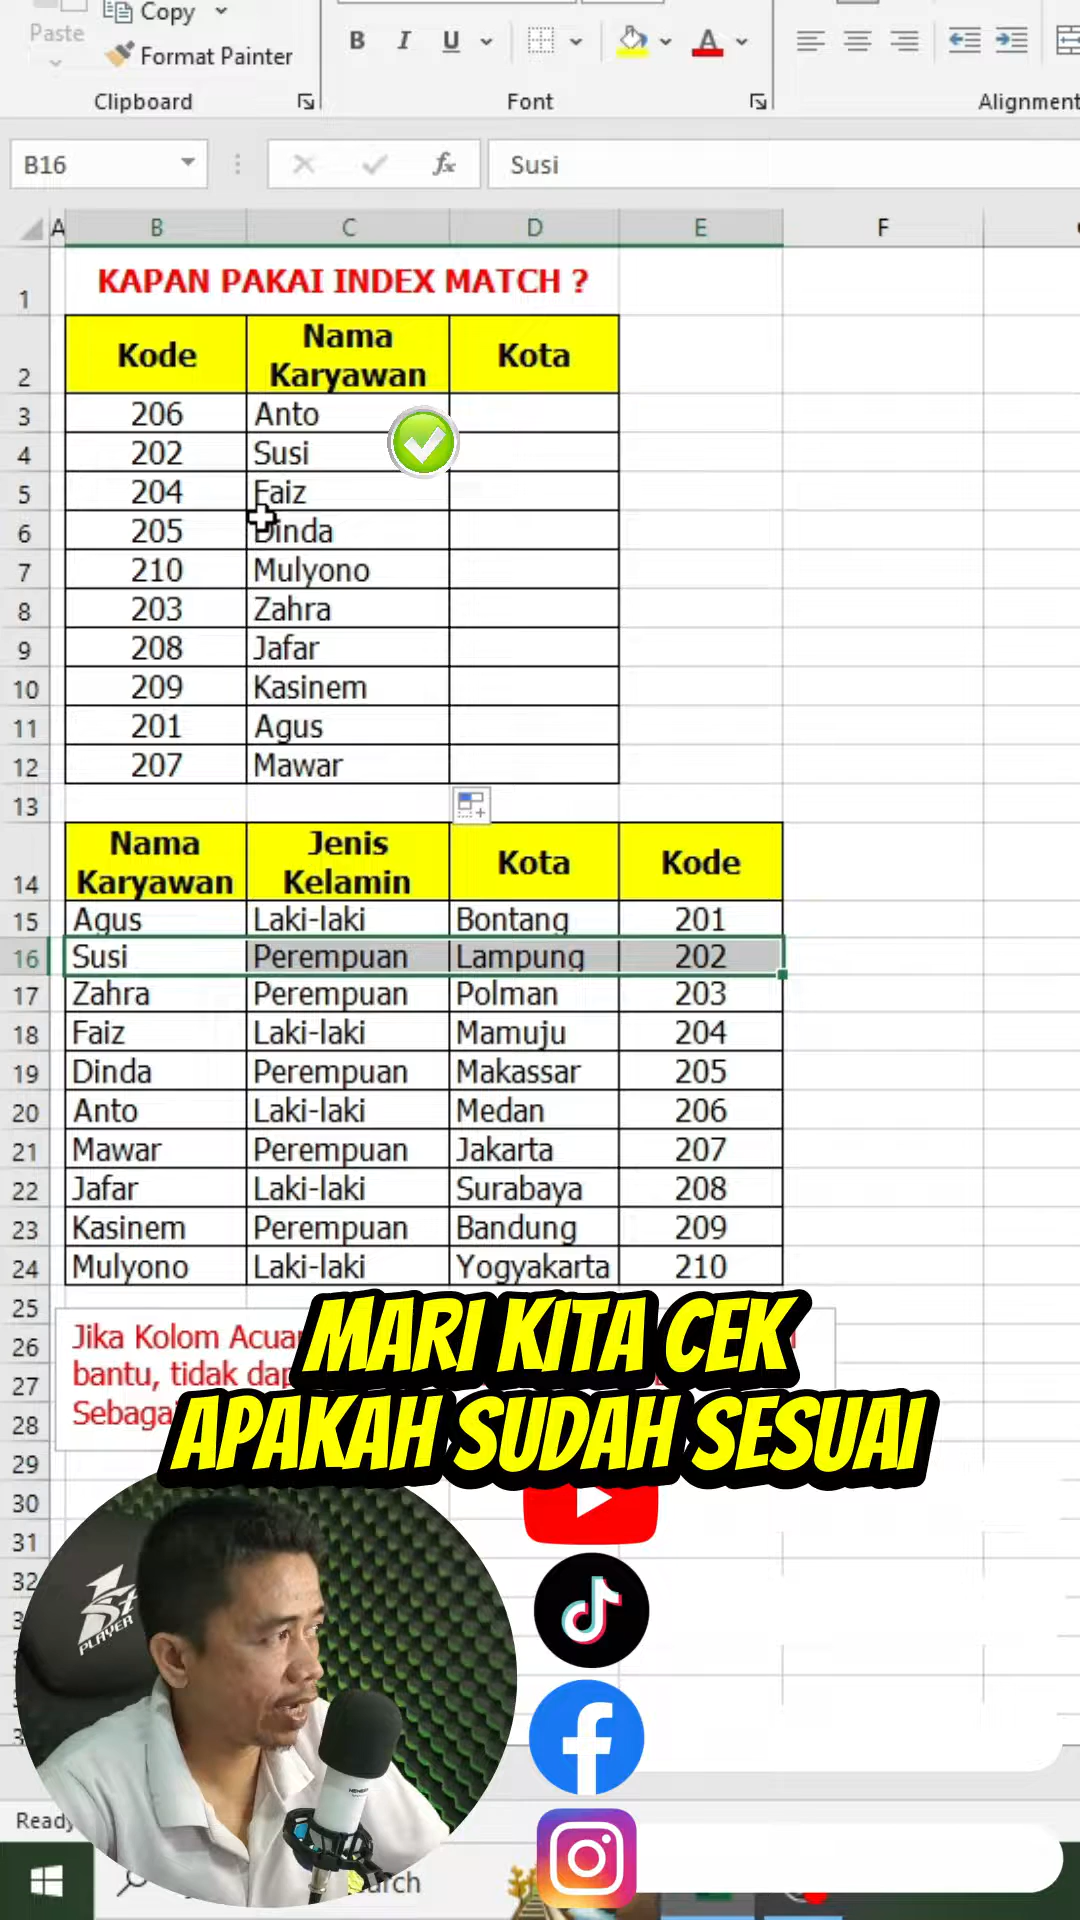 Copy
Paste
Format Painter
B I U A
Clipboard
Font
Alignment
B16
fx
Susi
A B C D E F
1 KAPAN PAKAI INDEX MATCH ?
2 Kode Nama Karyawan Kota
3 206 Anto
4 202 Susi
5 204 Faiz
6 205 Dinda
7 210 Mulyono
8 203 Zahra
9 208 Jafar
10 209 Kasinem
11 201 Agus
12 207 Mawar
13
14 Nama Karyawan Jenis Kelamin Kota Kode
15 Agus Laki-laki Bontang 201
16 Susi Perempuan Lampung 202
17 Zahra Perempuan Polman 203
18 Faiz Laki-laki Mamuju 204
19 Dinda Perempuan Makassar 205
20 Anto Laki-laki Medan 206
21 Mawar Perempuan Jakarta 207
22 Jafar Laki-laki Surabaya 208
23 Kasinem Perempuan Bandung 209
24 Mulyono Laki-laki Yogyakarta 210
25
26 Jika Kolom
27 bantu, tidak
28
MARI KITA CEK
APAKAH SUDAH SESUAI
29
30
31
32
1ST
PLAYER
Ready